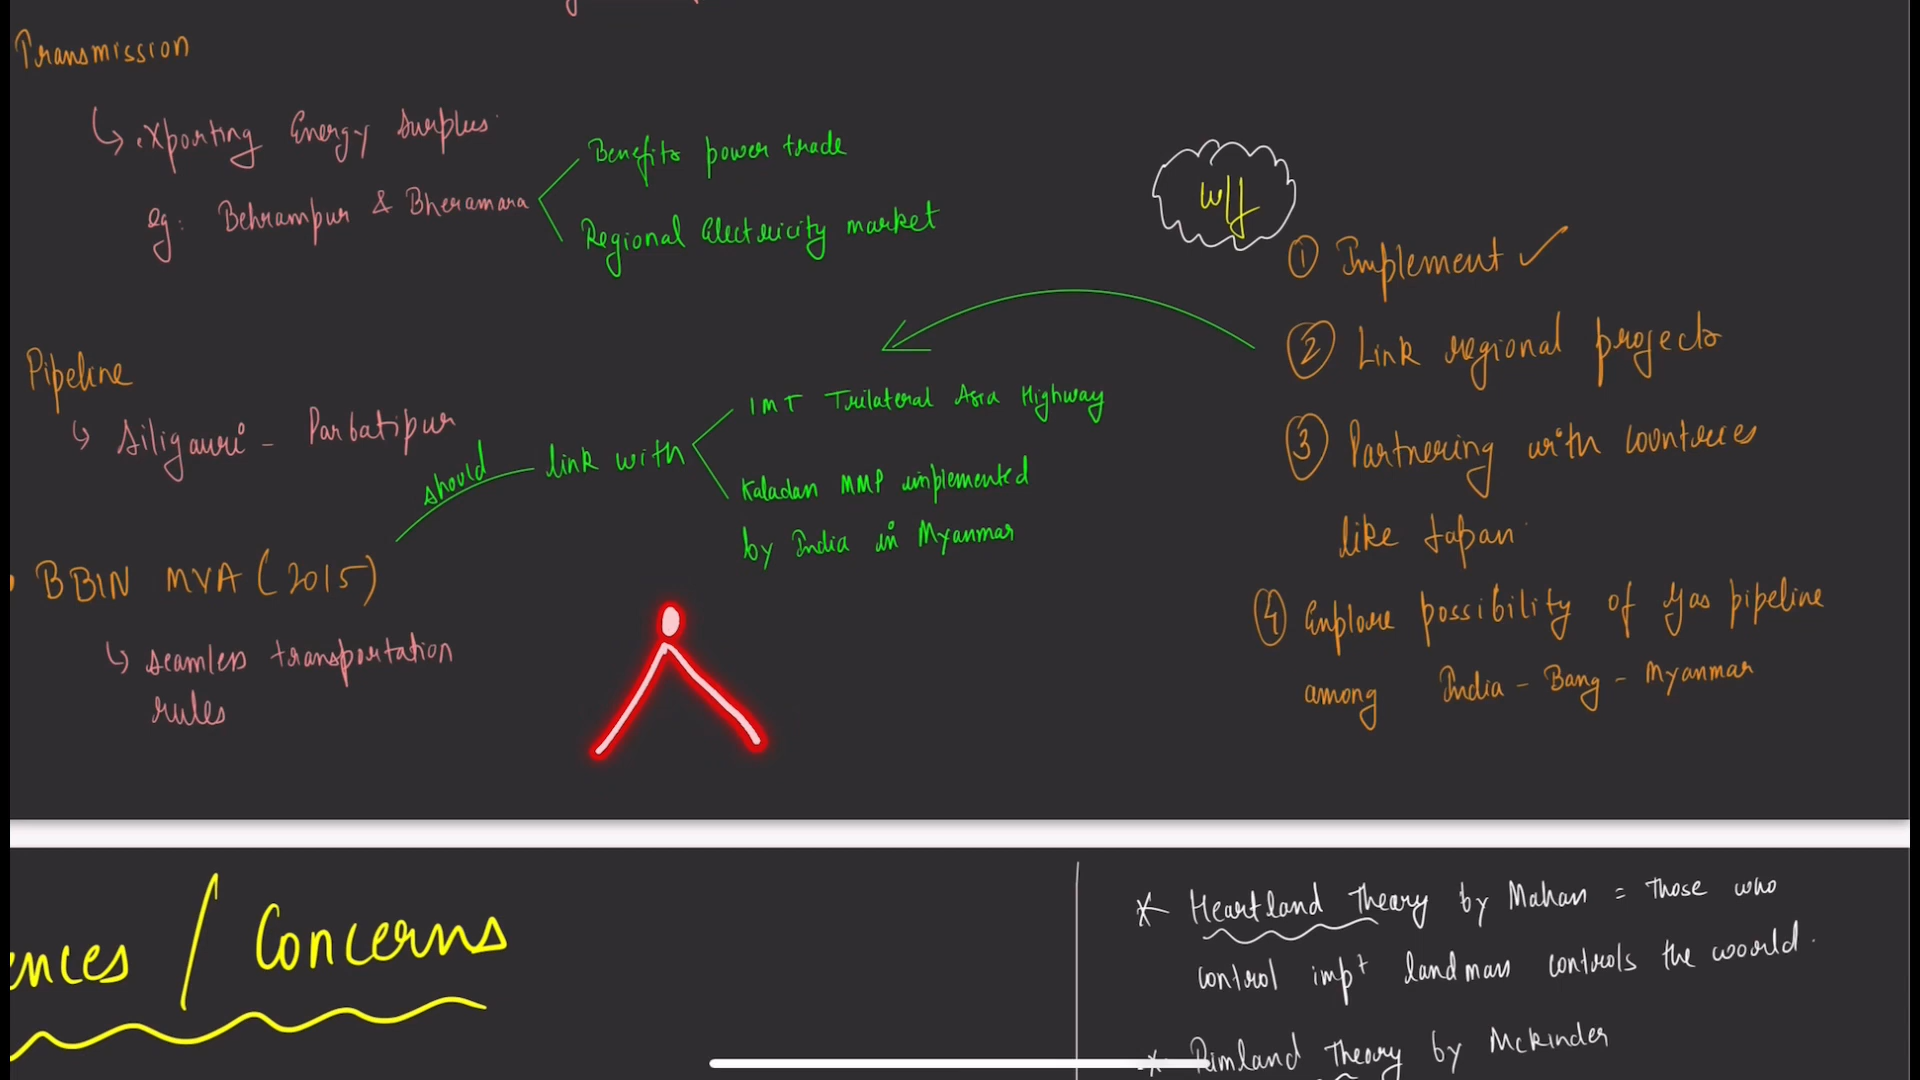 Transmission
↳ Exporting Energy Surplus
eg: Behrampur & Bheramara
Benefits power trade
Regional Electricity market
Pipeline
↳ Siligauri - Parbatipur
should link with
IMT Trilateral Asia Highway
Kaladan MMP implemented
by India in Myanmar
BBIN MVA (2015)
↳ seamless transportation
rules
W/f
① Implement ✓
② Link regional projects
③ Partnering with countries
like Japan
④ Explore possibility of gas pipeline
among India - Bang - Myanmar
ences / Concerns
* Heartland Theory by Mahan = Those who
control impt landmass controls the woorld.
* Rimland Theory by Mckinder